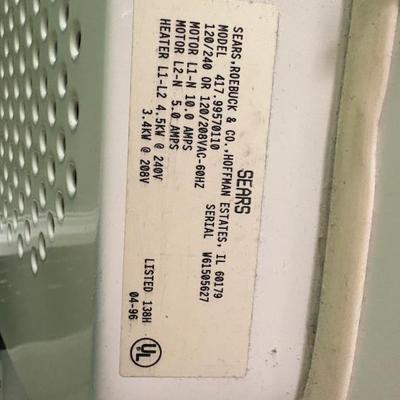 SEARS
SEARS,ROEBUCK & CO.,HOFFMAN ESTATES, IL 60179
MODEL 417.99570110 SERIAL W61505627
120/240 OR 120/208VAC-60HZ
MOTOR L1-N 10.0 AMPS
MOTOR L2-N 5.0 AMPS
HEATER L1-L2 4.5KW @ 240V
3.4KW @ 208V
LISTED 138H
04-96
UL